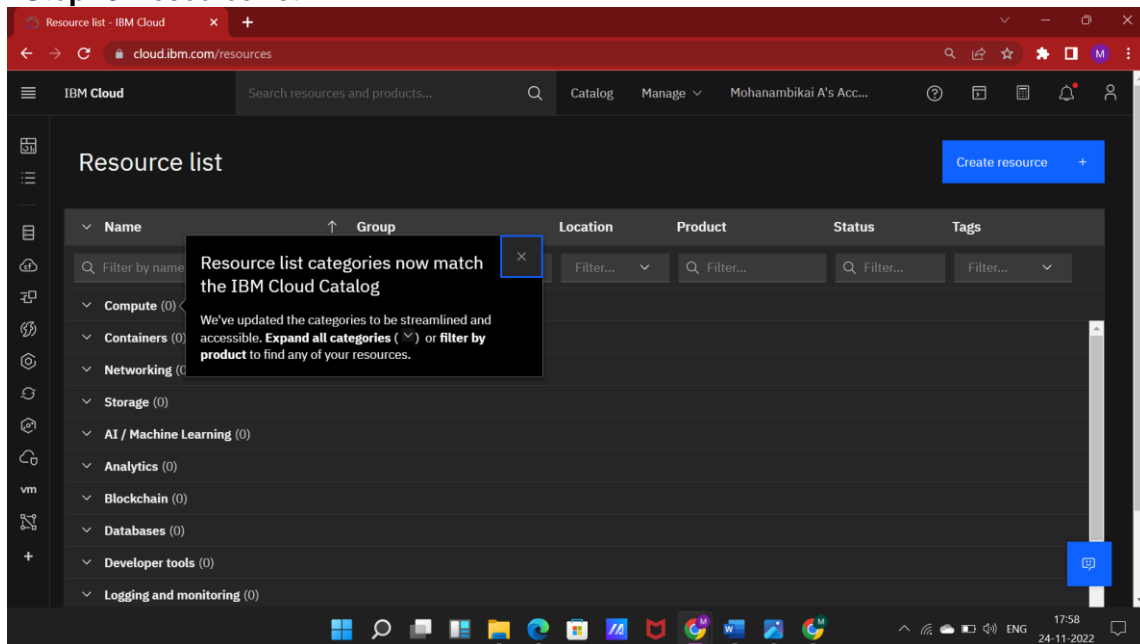 Resource list - IBM Cloud
cloud.ibm.com/resources
M
IBM Cloud
Search resources and products...
Catalog
Manage
Mohanambikai A's Acc...
Resource list
Create resource +
Name Group Location Product Status Tags
Filter by name
Filter...
Filter...
Filter...
Filter...
Resource list categories now match
the IBM Cloud Catalog
We've updated the categories to be streamlined and
accessible. Expand all categories ( ) or filter by
product to find any of your resources.
Compute (0)
Containers (0)
Networking (0
Storage (0)
AI / Machine Learning (0)
Analytics (0)
Blockchain (0)
Databases (0)
Developer tools (0)
Logging and monitoring (0)
vm
ENG
17:58
24-11-2022